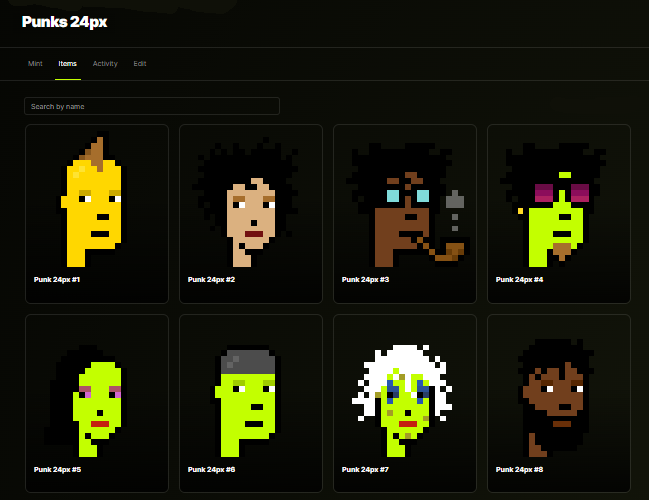 Punks 24px
Mint Items Activity Edit
Search by name
Punk 24px #1
Punk 24px #2
Punk 24px #3
Punk 24px #4
Punk 24px #5
Punk 24px #6
Punk 24px #7
Punk 24px #8